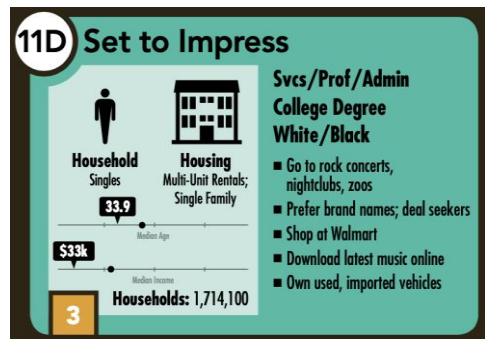 11D Set to Impress
Household
Singles
Housing
Multi-Unit Rentals;
Single Family
33.9
Median Age
$33k
Median Income
Households: 1,714,100
3
Svcs/Prof/Admin
College Degree
White/Black
■ Go to rock concerts,
nightclubs, zoos
■ Prefer brand names; deal seekers
■ Shop at Walmart
■ Download latest music online
■ Own used, imported vehicles